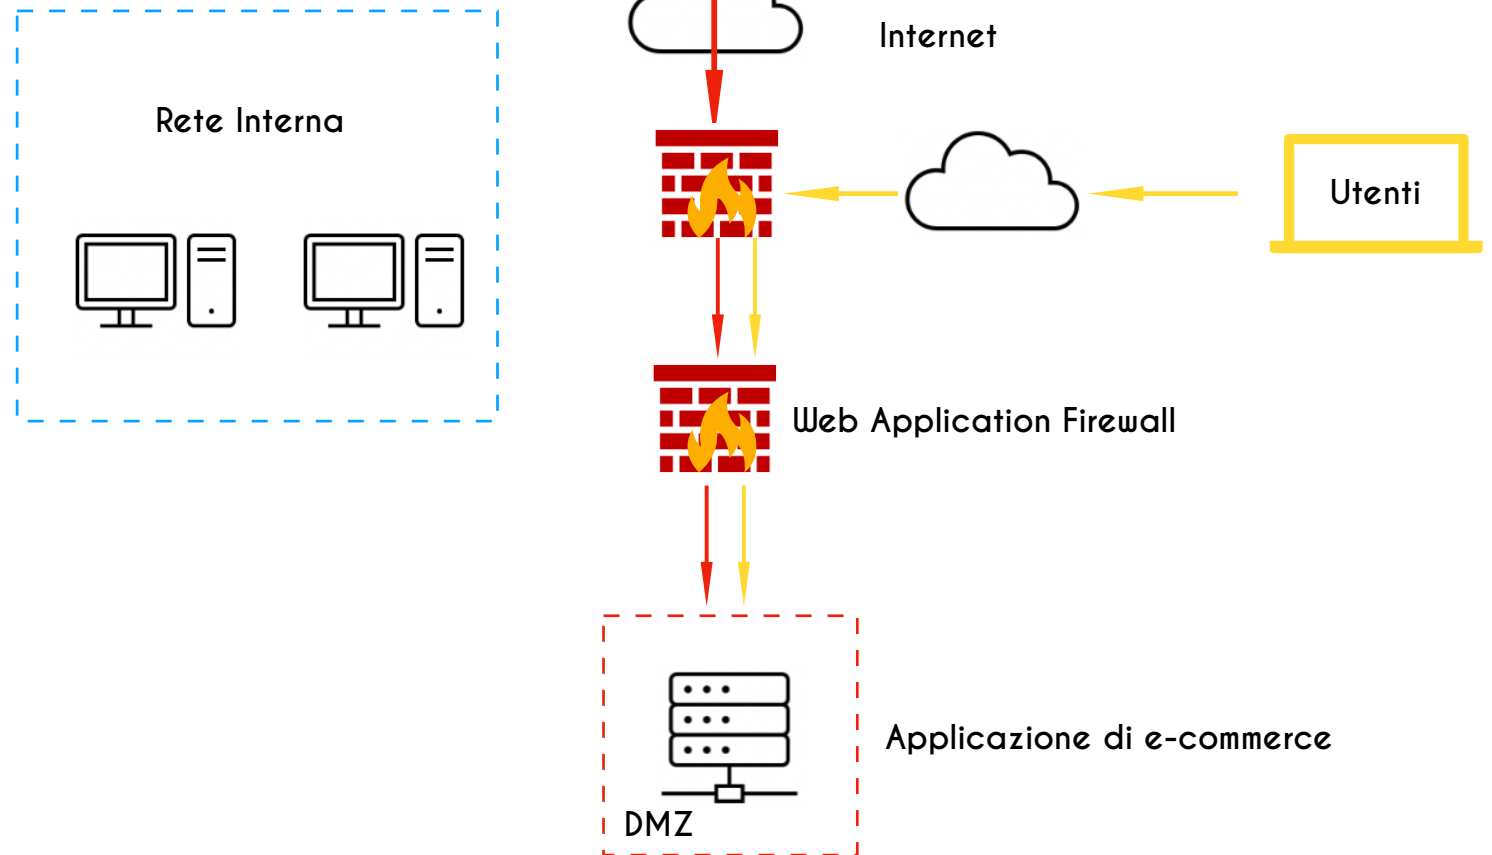 Internet
Rete Interna
Utenti
Web Application Firewall
Applicazione di e-commerce
DMZ